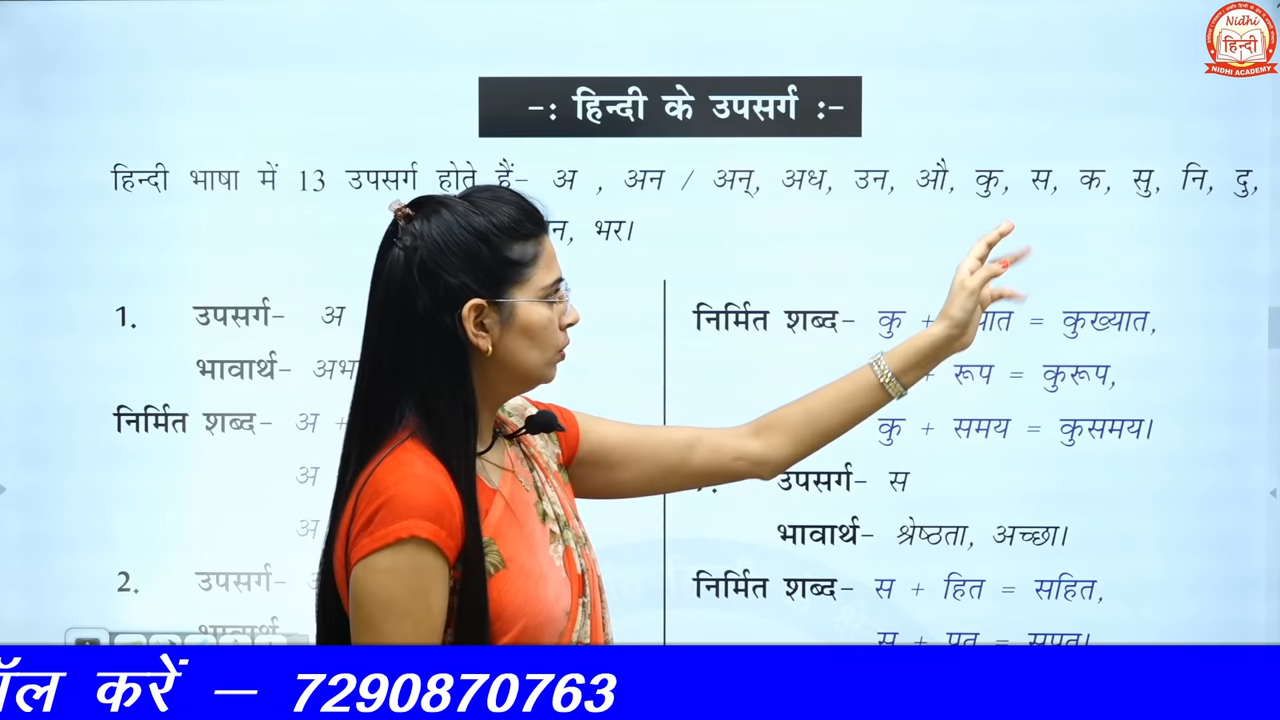 Nidhi
हिन्दी
NIDHI ACADEMY
-: हिन्दी के उपसर्ग :-
हिन्दी भाषा में 13 उपसर्ग होते हैं- अ , अन / अन्, अध, उन, औ, कु, स, क, सु, नि, दु,
न, भर।
1. उपसर्ग- अ
भावार्थ-
निर्मित शब्द- अ +
अ
अ
2. उपसर्ग-
निर्मित शब्द- कु + = कुख्यात,
+ रूप = कुरूप,
कु + समय = कुसमय।
उपसर्ग- स
भावार्थ- श्रेष्ठता, अच्छा।
निर्मित शब्द- स + हित = सहित,
करें – 7290870763